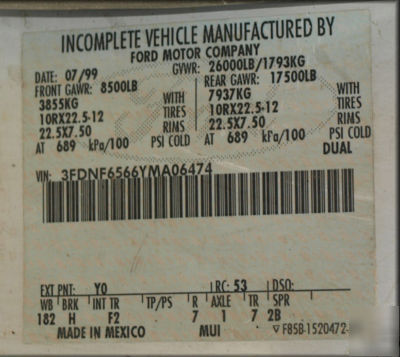 INCOMPLETE VEHICLE MANUFACTURED BY
FORD MOTOR COMPANY
DATE: 07/99 GVWR: 26000LB/1793KG
FRONT GAWR: 8500LB REAR GAWR: 17500LB
3855KG WITH 7937KG WITH
10RX22.5-12 TIRES 10RX22.5-12 TIRES
22.5X7.50 RIMS 22.5X7.50 RIMS
AT 689 kPa/100 PSI COLD AT 689 kPa/100 PSI COLD
DUAL
VIN: 3FDNF6566YMA06474
EXT PNT: YO RC: 53 DSO:
WB BRK INT TR TP/PS R AXLE TR SPR
182 H F2 7 1 7 2B
MADE IN MEXICO MUI F85B-1520472-